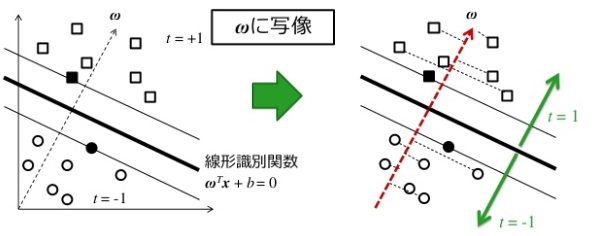 ω
t = +1
線形識別関数
ωᵀx + b = 0
t = -1
ωに写像
ω
t = 1
t = -1